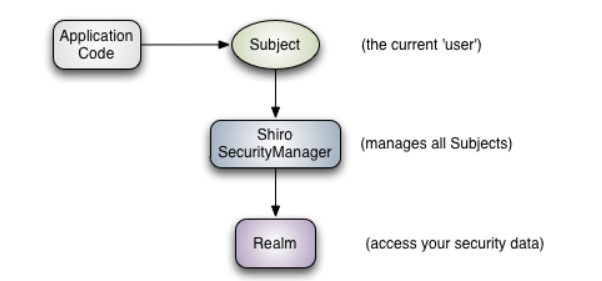 Application
Code
Subject
(the current 'user')
Shiro
SecurityManager
(manages all Subjects)
Realm
(access your security data)